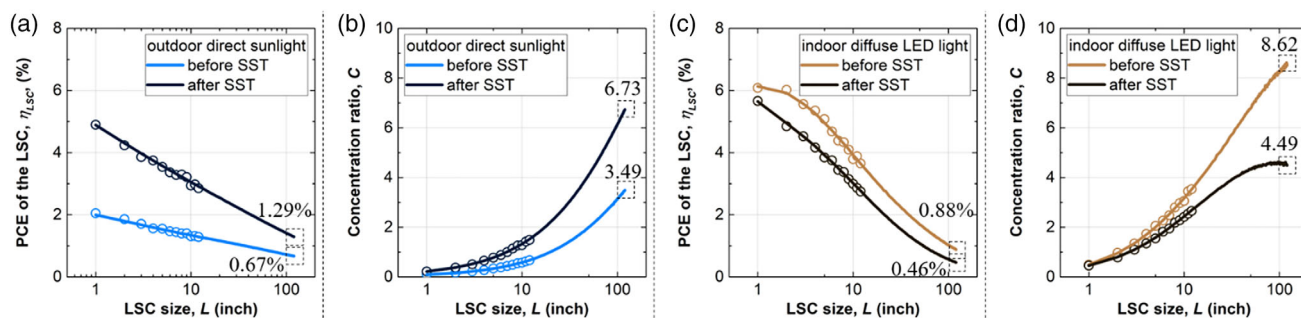 (a)
PCE of the LSC, η_LSC, (%)
8
6
4
2
0
outdoor direct sunlight
before SST
after SST
1.29%
0.67%
1
10
100
LSC size, L (inch)
(b)
Concentration ratio, C
10
8
6
4
2
0
outdoor direct sunlight
before SST
after SST
6.73
3.49
1
10
100
LSC size, L (inch)
(c)
PCE of the LSC, η_LSC, (%)
8
6
4
2
0
indoor diffuse LED light
before SST
after SST
0.88%
0.46%
1
10
100
LSC size, L (inch)
(d)
Concentration ratio, C
10
8
6
4
2
0
indoor diffuse LED light
before SST
after SST
8.62
4.49
1
10
100
LSC size, L (inch)